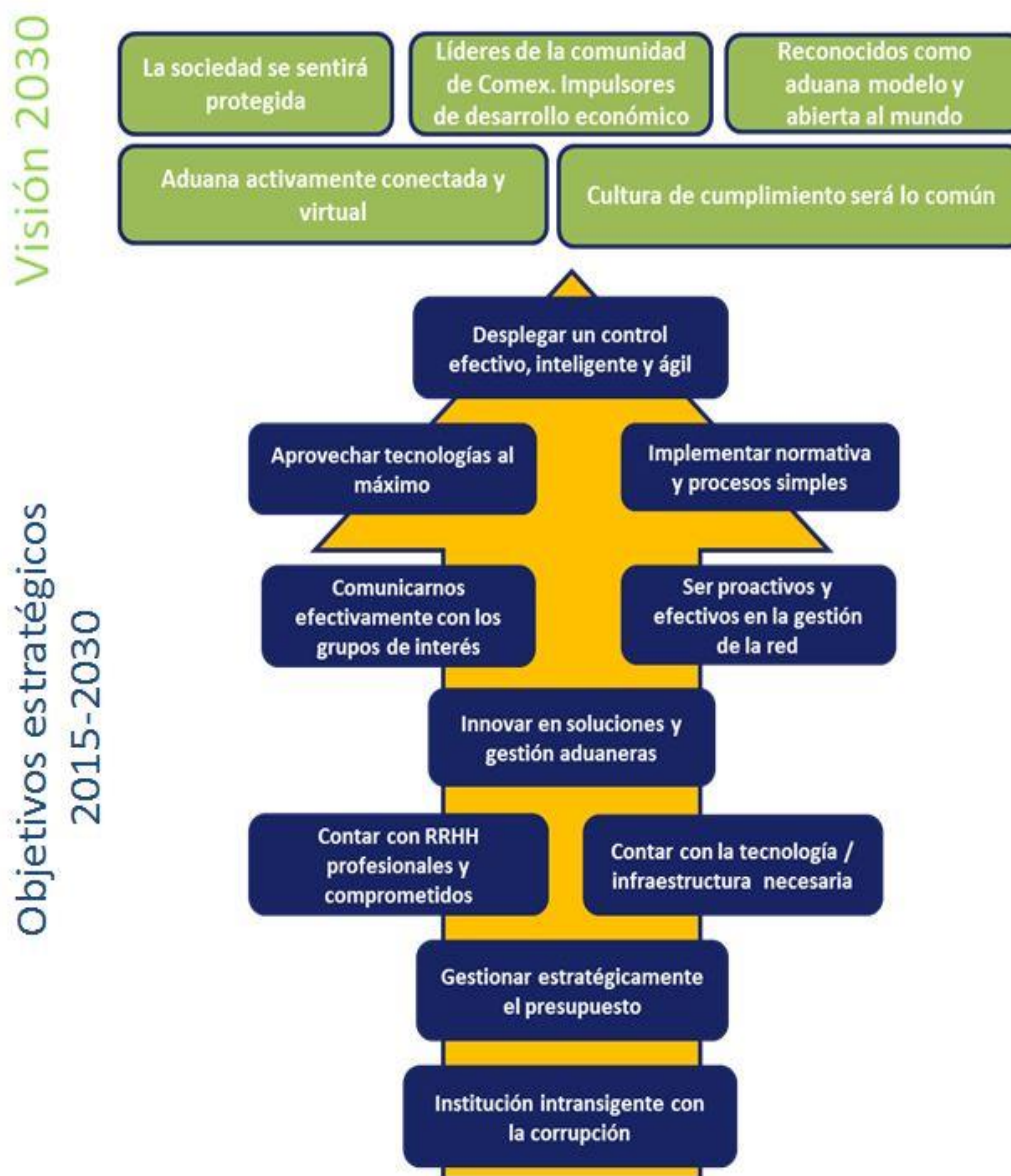 Visión 2030
La sociedad se sentirá
protegida
Líderes de la comunidad
de Comex. Impulsores
de desarrollo económico
Reconocidos como
aduana modelo y
abierta al mundo
Aduana activamente conectada y
virtual
Cultura de cumplimiento será lo común
Objetivos estratégicos
2015-2030
Desplegar un control
efectivo, inteligente y ágil
Aprovechar tecnologías al
máximo
Implementar normativa
y procesos simples
Comunicarnos
efectivamente con los
grupos de interés
Ser proactivos y
efectivos en la gestión
de la red
Innovar en soluciones y
gestión aduaneras
Contar con RRHH
profesionales y
comprometidos
Contar con la tecnología /
infraestructura necesaria
Gestionar estratégicamente
el presupuesto
Institución intransigente con
la corrupción